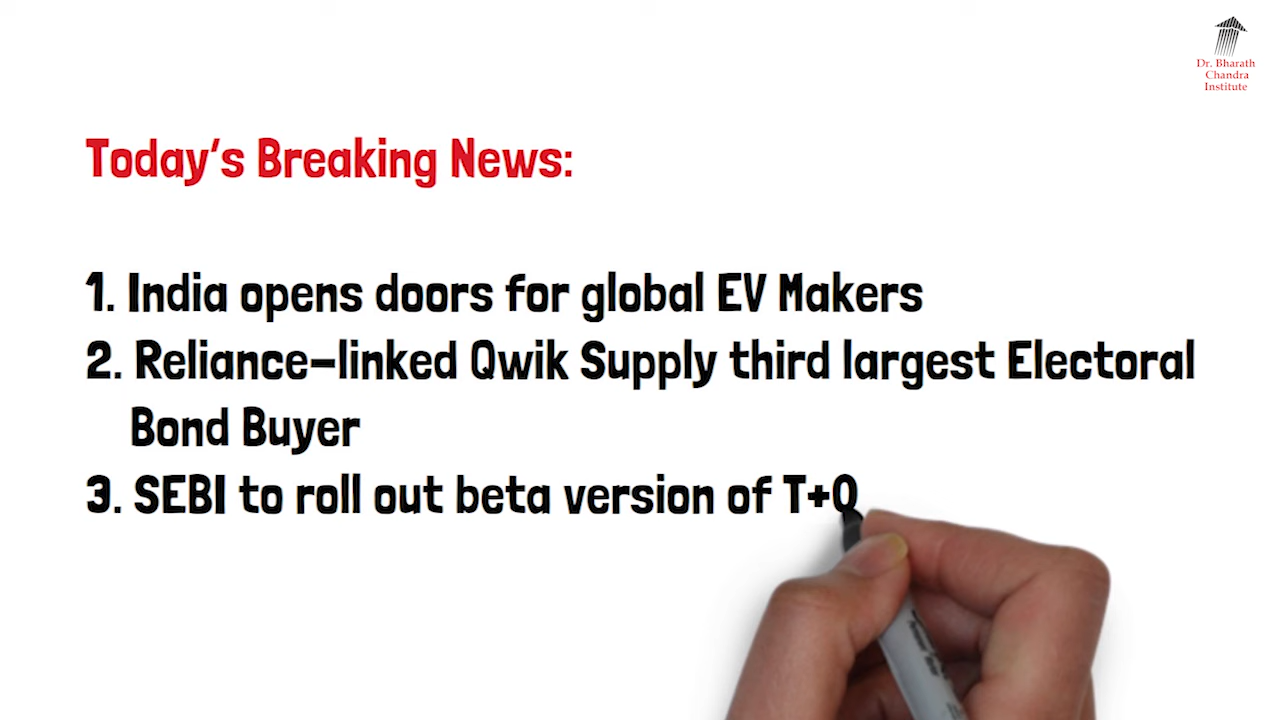 Dr. Bharath
Chandra
Institute
Today's Breaking News:
1. India opens doors for global EV Makers
2. Reliance-linked Qwik Supply third largest Electoral
Bond Buyer
3. SEBI to roll out beta version of T+0